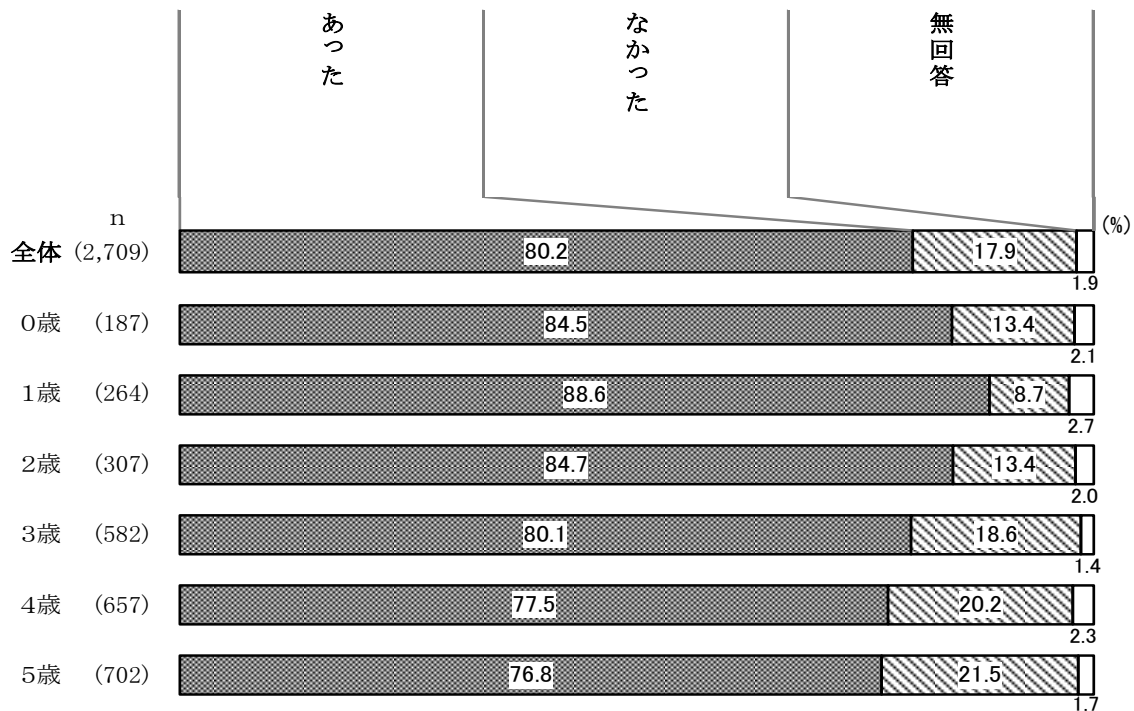 あった
なかった
無回答
n
(%)
全体 (2,709) 80.2 17.9 1.9
0歳 (187) 84.5 13.4 2.1
1歳 (264) 88.6 8.7 2.7
2歳 (307) 84.7 13.4 2.0
3歳 (582) 80.1 18.6 1.4
4歳 (657) 77.5 20.2 2.3
5歳 (702) 76.8 21.5 1.7